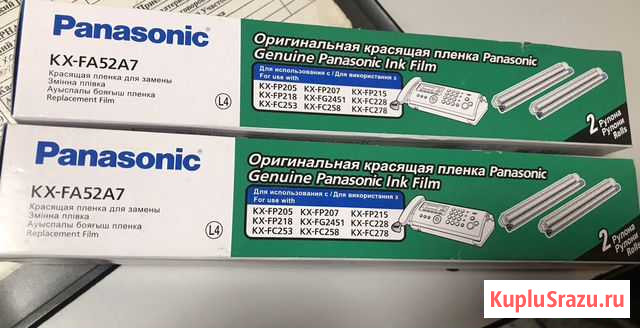 Panasonic
KX-FA52A7
Красящая пленка для замены
Змінна плівка
Ауыспалы бояғыш пленка
Replacement Film
L4
Оригинальная красящая пленка Panasonic
Genuine Panasonic Ink Film
Для использования с / Для використання з
For use with
KX-FP205 KX-FP207 KX-FP215
KX-FP218 KX-FG2451 KX-FC228
KX-FC253 KX-FC258 KX-FC278
2 Рулона
Рулони
Rolls
Panasonic
KX-FA52A7
Красящая пленка для замены
Змінна плівка
Ауыспалы бояғыш пленка
Replacement Film
L4
Оригинальная красящая пленка Panasonic
Genuine Panasonic Ink Film
Для использования с / Для використання з
For use with
KX-FP205 KX-FP207 KX-FP215
KX-FP218 KX-FG2451 KX-FC228
KX-FC253 KX-FC258 KX-FC278
2 Рулона
Рулони
Rolls
KupluSrazu.ru